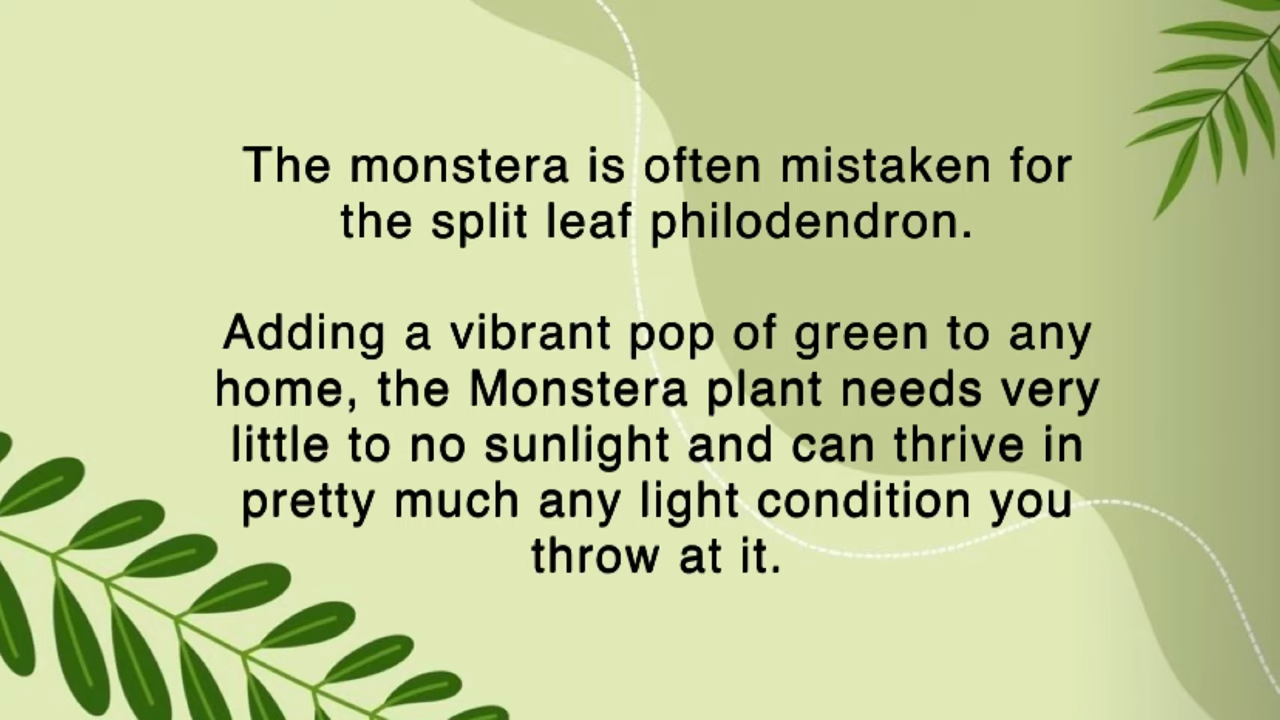 The monstera is often mistaken for
the split leaf philodendron.
Adding a vibrant pop of green to any
home, the Monstera plant needs very
little to no sunlight and can thrive in
pretty much any light condition you
throw at it.